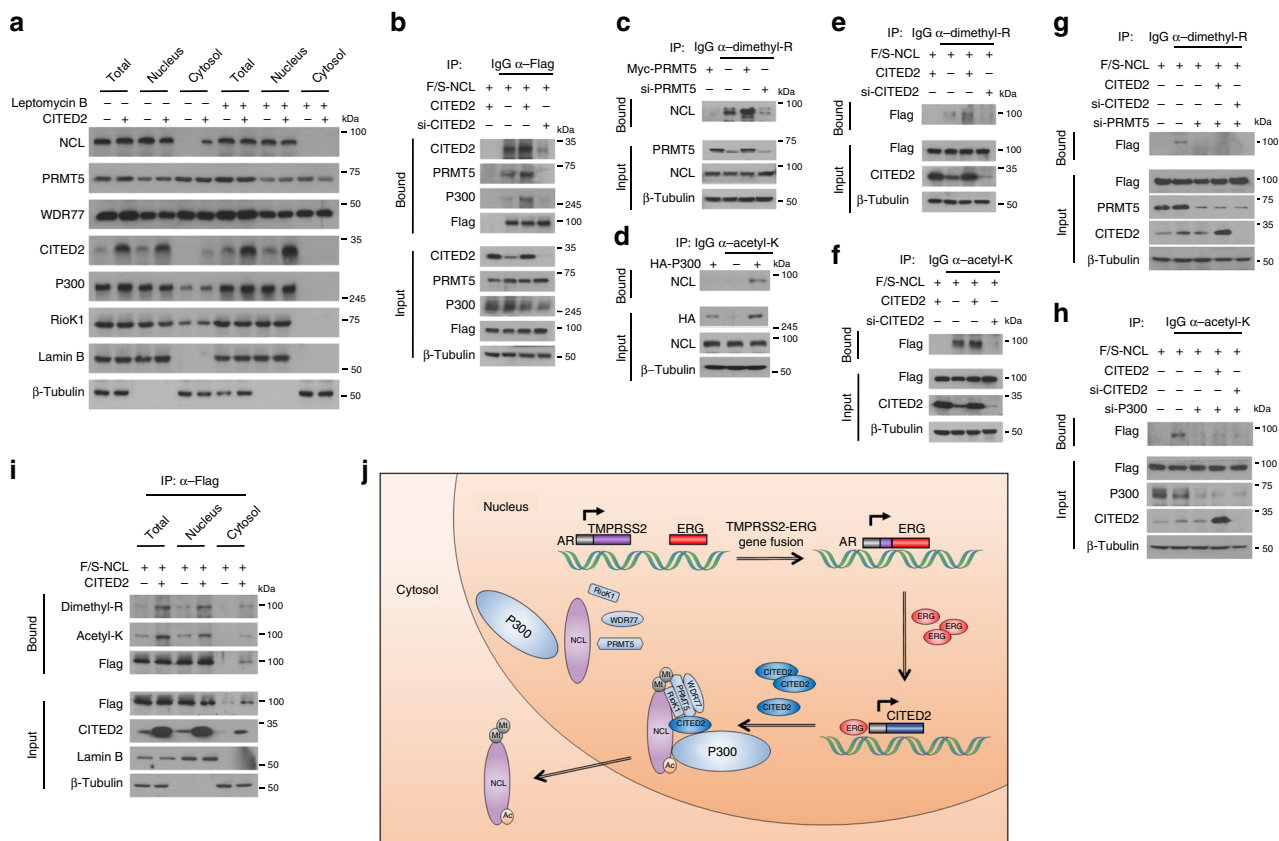 a
Total
Nucleus
Cytosol
Total
Nucleus
Cytosol
Leptomycin B – – – – – – + + + + + +
CITED2 – + – + – + – + – + – +
kDa
NCL
100
PRMT5
75
WDR77
50
CITED2
35
P300
245
RioK1
75
Lamin B
50
β-Tubulin
50
b
IP:
IgG α-Flag
F/S-NCL + + + +
CITED2 + – + –
si-CITED2 – – – +
kDa
Bound
CITED2
35
PRMT5
75
P300
245
Flag
100
Input
CITED2
35
PRMT5
75
P300
245
Flag
100
β-Tubulin
50
c
IP: IgG α–dimethyl-R
Myc-PRMT5 + – + –
si-PRMT5 – – – +
kDa
Bound
NCL
100
Input
PRMT5
75
NCL
100
β-Tubulin
50
d
IP: IgG α–acetyl-K
HA-P300 + – +
kDa
Bound
NCL
100
Input
HA
245
NCL
100
β–Tubulin
50
e
IP:
IgG α–dimethyl-R
F/S-NCL + + + +
CITED2 + – + –
si-CITED2 – – – +
kDa
Bound
Flag
100
Input
Flag
100
CITED2
35
β-Tubulin
50
f
IP:
IgG α–acetyl-K
F/S-NCL + + + +
CITED2 + – + –
si-CITED2 – – – +
kDa
Bound
Flag
100
Input
Flag
100
CITED2
35
β-Tubulin
50
g
IP: IgG α–dimethyl-R
F/S-NCL + + + + +
CITED2 – – – + –
si-CITED2 – – – – +
si-PRMT5 – – + + +
kDa
Bound
Flag
100
Input
Flag
100
PRMT5
75
CITED2
35
β-Tubulin
50
h
IP: IgG α–acetyl-K
F/S-NCL + + + + +
CITED2 – – – + –
si-CITED2 – – – – +
si-P300 – – + + +
kDa
Bound
Flag
100
Input
Flag
100
P300
75
CITED2
35
β-Tubulin
50
i
IP: α–Flag
Total
Nucleus
Cytosol
F/S-NCL + + + + + +
CITED2 – + – + – +
kDa
Bound
Dimethyl-R
100
Acetyl-K
100
Flag
100
Input
Flag
100
CITED2
35
Lamin B
50
β-Tubulin
50
j
Nucleus
Cytosol
AR
TMPRSS2
ERG
TMPRSS2-ERG
gene fusion
AR
ERG
P300
NCL
RioK1
WDR77
PRMT5
ERG
ERG
ERG
CITED2
CITED2
CITED2
ERG
CITED2
Mt
Mt
RioK1
PRMT5
WDR77
CITED2
NCL
P300
Ac
Mt
Mt
NCL
Ac